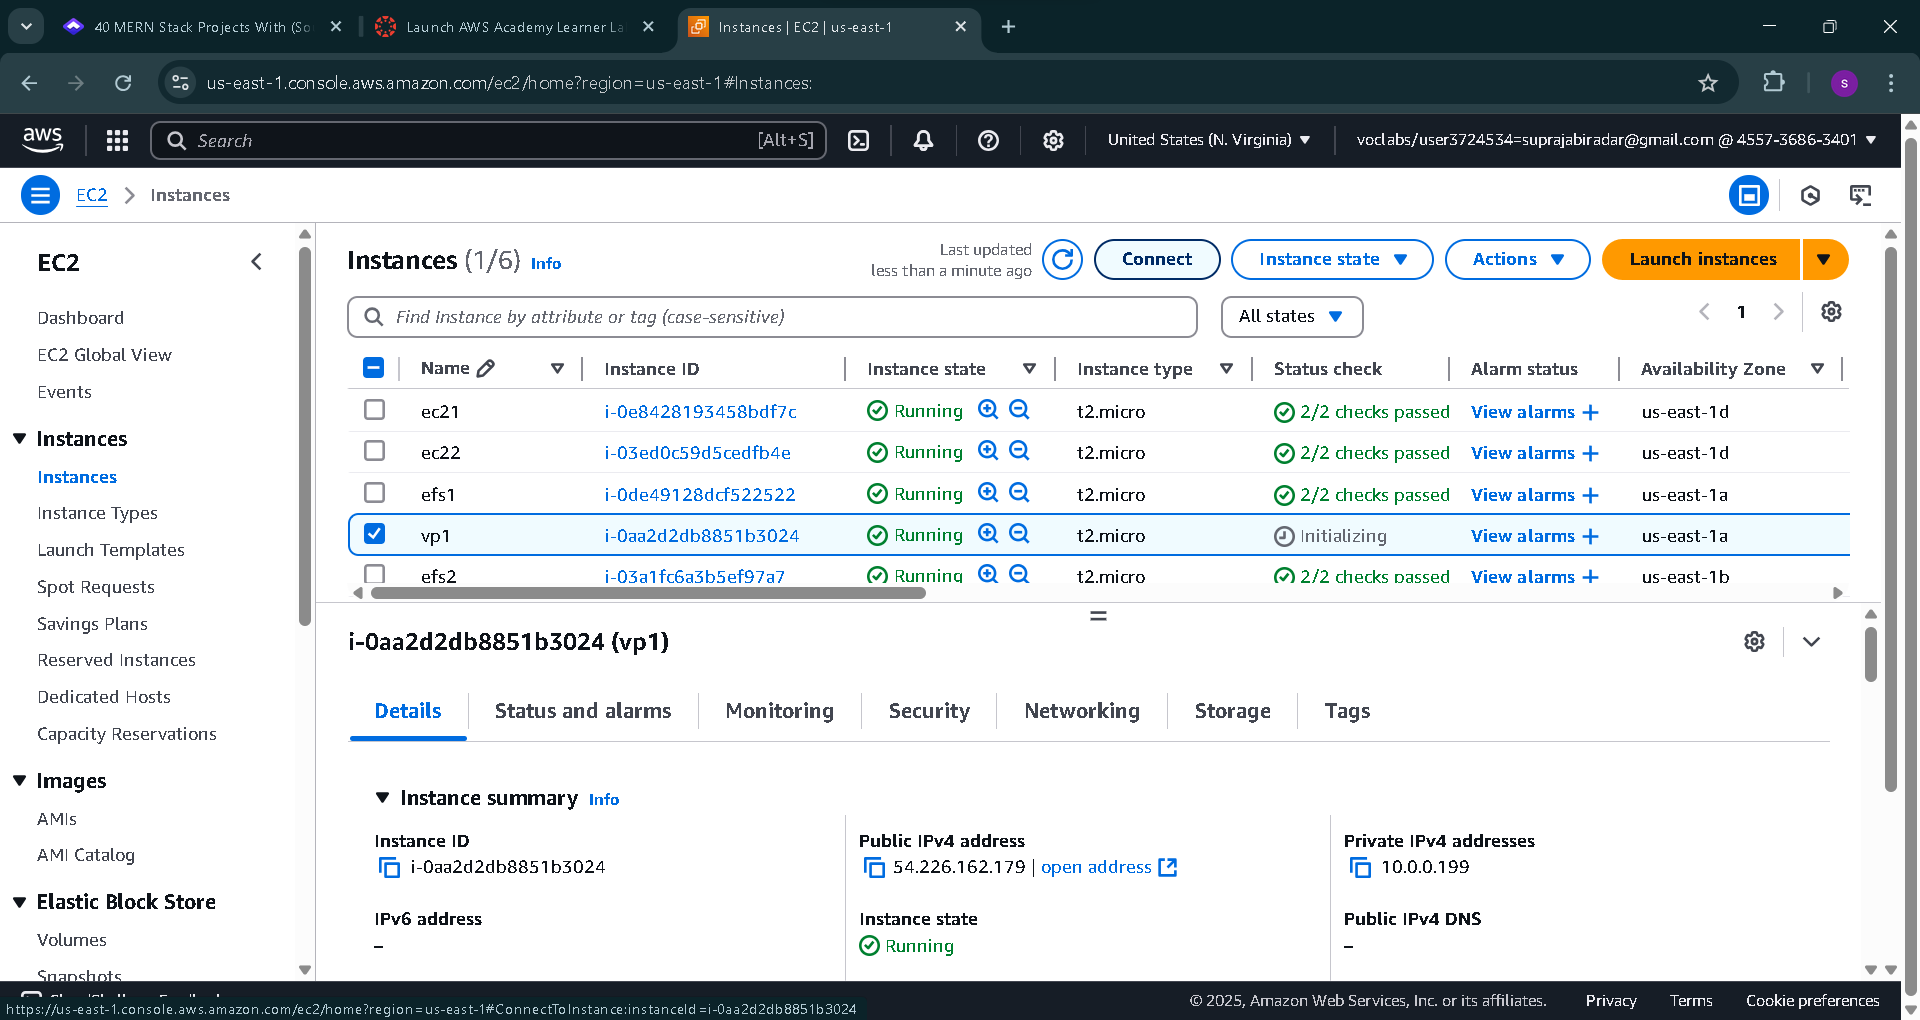 40 MERN Stack Projects With (So
Launch AWS Academy Learner La
Instances | EC2 | us-east-1
us-east-1.console.aws.amazon.com/ec2/home?region=us-east-1#Instances:
S
aws
Search
[Alt+S]
United States (N. Virginia)
voclabs/user3724534=suprajabiradar@gmail.com @ 4557-3686-3401
EC2
Instances
EC2
Dashboard
EC2 Global View
Events
Instances
Instances
Instance Types
Launch Templates
Spot Requests
Savings Plans
Reserved Instances
Dedicated Hosts
Capacity Reservations
Images
AMIs
AMI Catalog
Elastic Block Store
Volumes
Snapshots
Instances (1/6) Info
Last updated
less than a minute ago
Connect
Instance state
Actions
Launch instances
Find Instance by attribute or tag (case-sensitive)
All states
1
Name Instance ID Instance state Instance type Status check Alarm status Availability Zone
ec21 i-0e8428193458bdf7c Running t2.micro 2/2 checks passed View alarms + us-east-1d
ec22 i-03ed0c59d5cedfb4e Running t2.micro 2/2 checks passed View alarms + us-east-1d
efs1 i-0de49128dcf522522 Running t2.micro 2/2 checks passed View alarms + us-east-1a
vp1 i-0aa2d2db8851b3024 Running t2.micro Initializing View alarms + us-east-1a
efs2 i-03a1fc6a3b5ef97a7 Running t2.micro 2/2 checks passed View alarms + us-east-1b
i-0aa2d2db8851b3024 (vp1)
Details
Status and alarms
Monitoring
Security
Networking
Storage
Tags
Instance summary Info
Instance ID
i-0aa2d2db8851b3024
Public IPv4 address
54.226.162.179 | open address
Private IPv4 addresses
10.0.0.199
IPv6 address
–
Instance state
Running
Public IPv4 DNS
–
https://us-east-1.console.aws.amazon.com/ec2/home?region=us-east-1#ConnectToInstance:instanceId=i-0aa2d2db8851b3024
© 2025, Amazon Web Services, Inc. or its affiliates.
Privacy
Terms
Cookie preferences